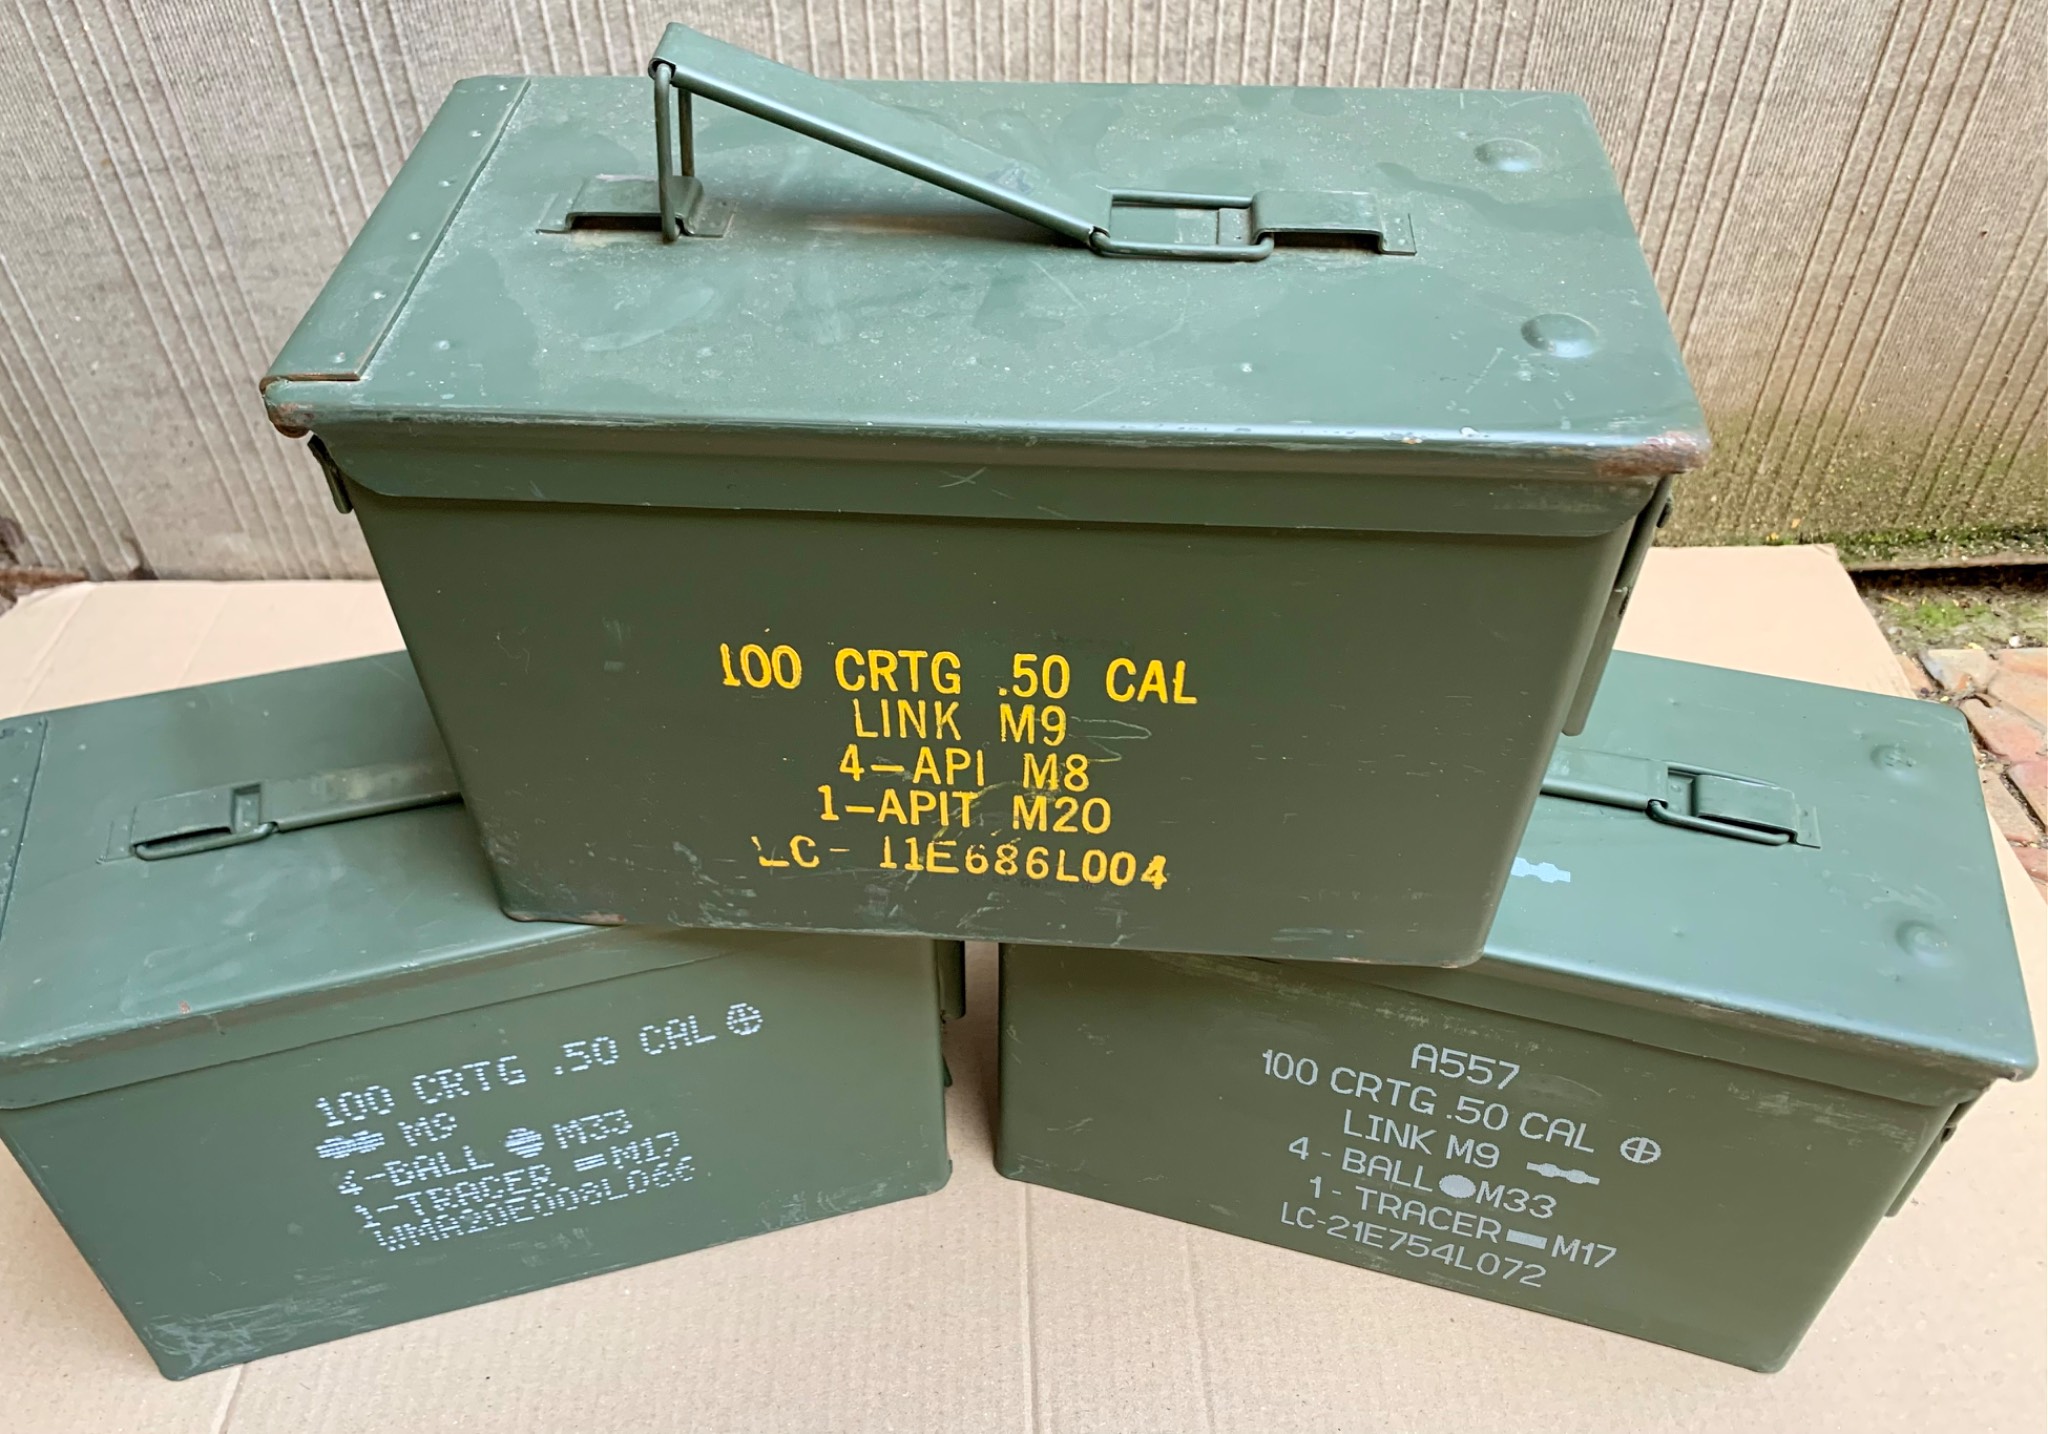 100 CRTG .50 CAL
LINK M9
4-API M8
1-APIT M20
LC- 11E686L004
100 CRTG .50 CAL
M9
4-BALL M33
1-TRACER M17
WMA20E008L066
A557
100 CRTG .50 CAL
LINK M9
4 - BALL M33
1 - TRACER M17
LC-21E754L072